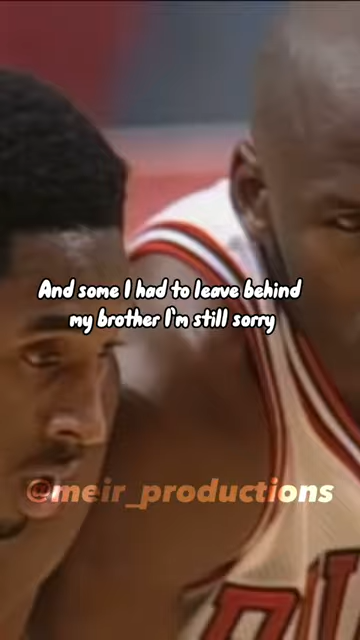 And some I had to leave behind
my brother I'm still sorry
@meir_productions